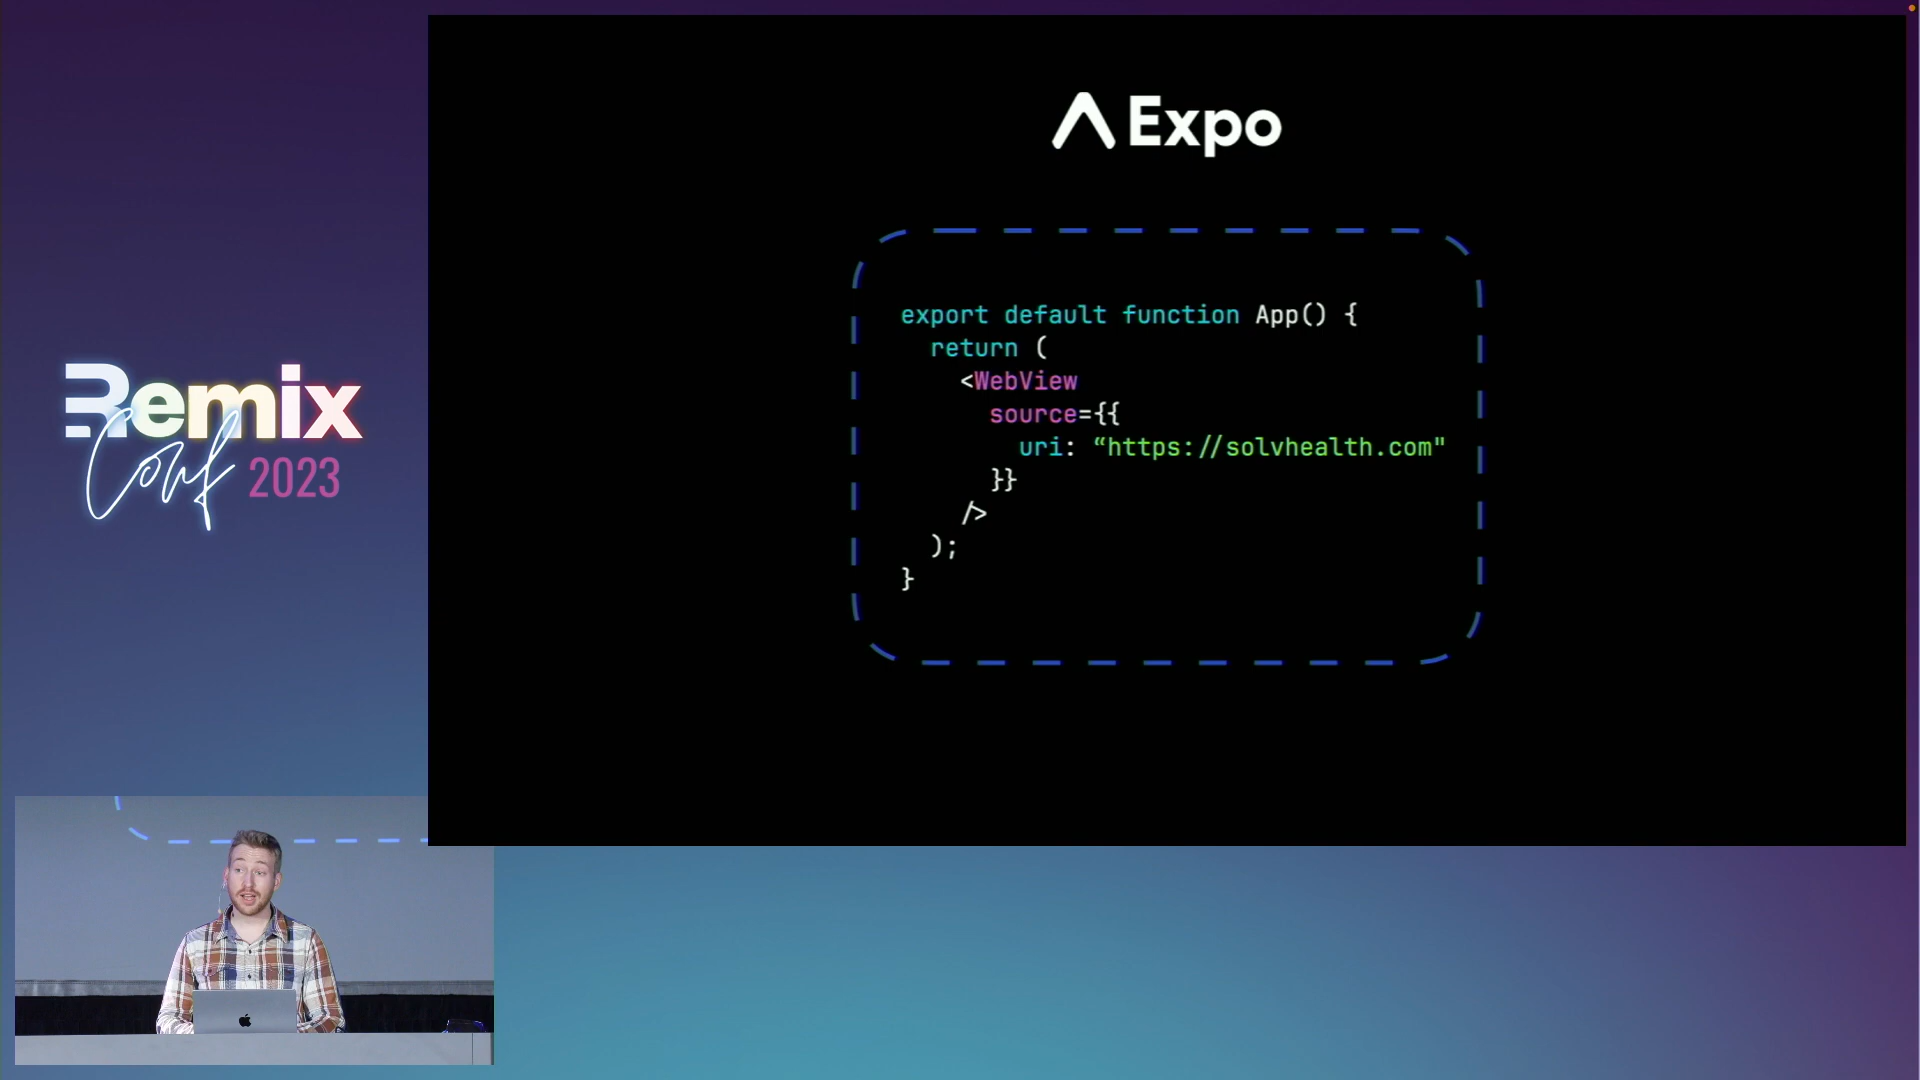 Expo
export default function App() {
return (
<WebView
source={{
uri: “https://solvhealth.com"
}}
/>
);
}
Remix
Conf 2023